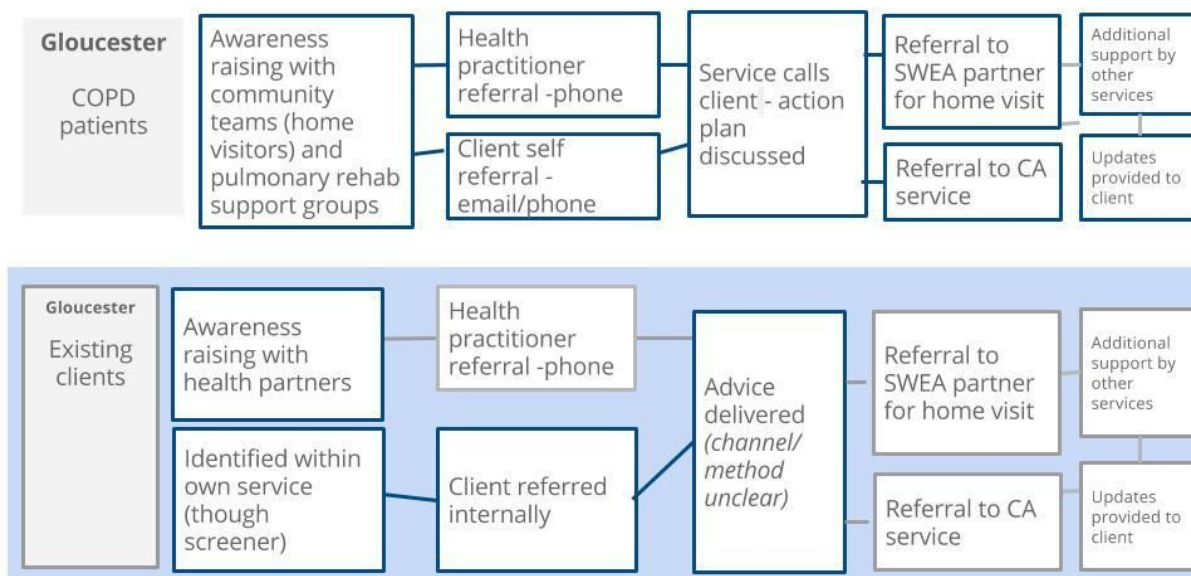 Gloucester
COPD
patients
Awareness
raising with
community
teams (home
visitors) and
pulmonary rehab
support groups
Health
practitioner
referral -phone
Client self
referral -
email/phone
Service calls
client - action
plan
discussed
Referral to
SWEA partner
for home visit
Referral to CA
service
Additional
support by
other
services
Updates
provided to
client
Gloucester
Existing
clients
Awareness
raising with
health partners
Identified within
own service
(though
screener)
Health
practitioner
referral -phone
Client referred
internally
Advice
delivered
(channel/
method
unclear)
Referral to
SWEA partner
for home visit
Referral to CA
service
Additional
support by
other
services
Updates
provided to
client